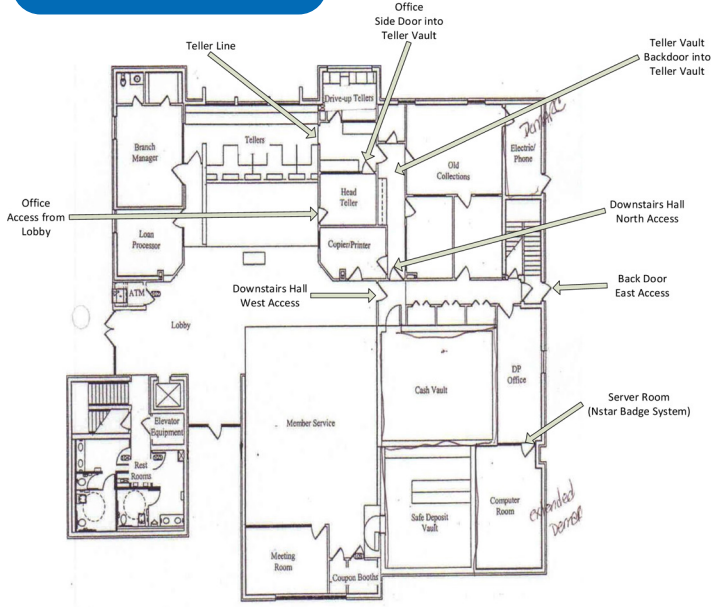 Office
Side Door into
Teller Vault
Teller Line
Teller Vault
Backdoor into
Teller Vault
Drive-up Tellers
Branch
Manager
Tellers
Old
Collections
Electric/
Phone
Head
Teller
Office
Access from
Lobby
Downstairs Hall
North Access
Loan
Processor
Copier/Printer
ATM
Downstairs Hall
West Access
Back Door
East Access
Lobby
DP
Office
Cash Vault
Server Room
(Nstar Badge System)
Member Service
Elevator
Equipment
Rest
Rooms
Safe Deposit
Vault
Computer
Room
extended
Demar
Meeting
Room
Coupon Booths